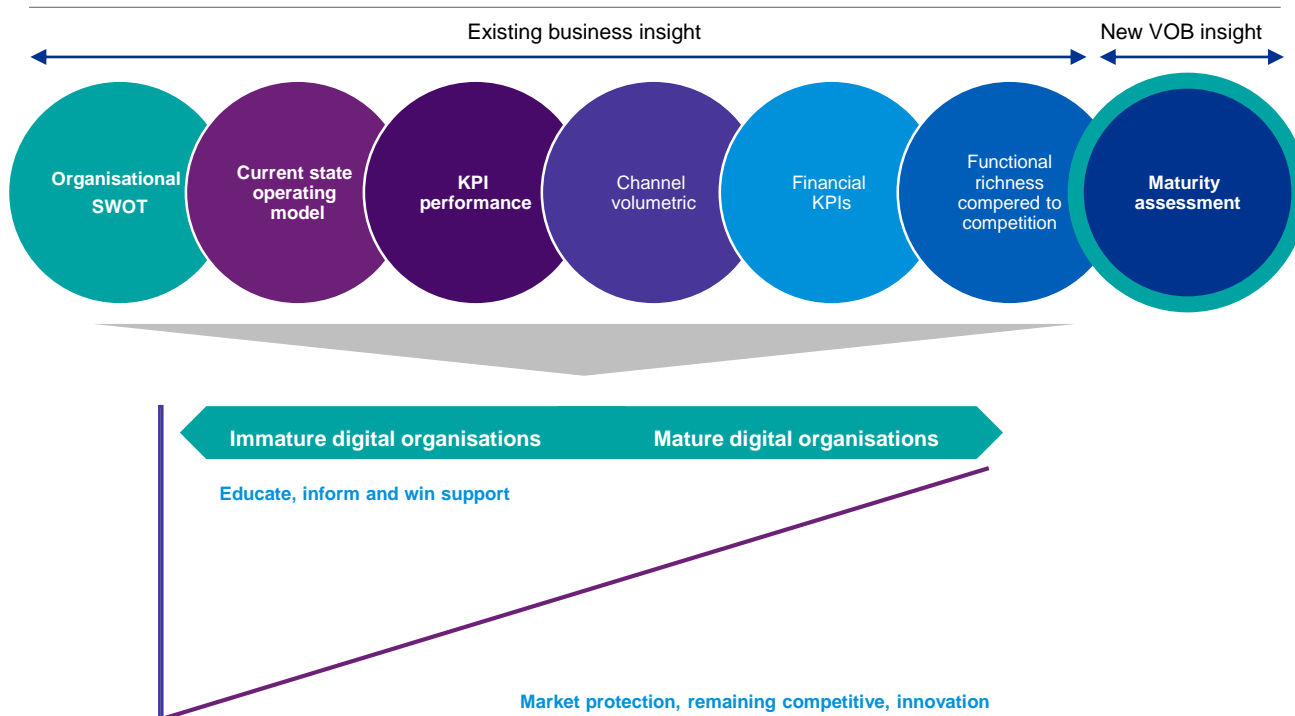 Existing business insight
New VOB insight
Organisational
SWOT
Current state
operating
model
KPI
performance
Channel
volumetric
Financial
KPIs
Functional
richness
compered to
competition
Maturity
assessment
Immature digital organisations
Mature digital organisations
Educate, inform and win support
Market protection, remaining competitive, innovation